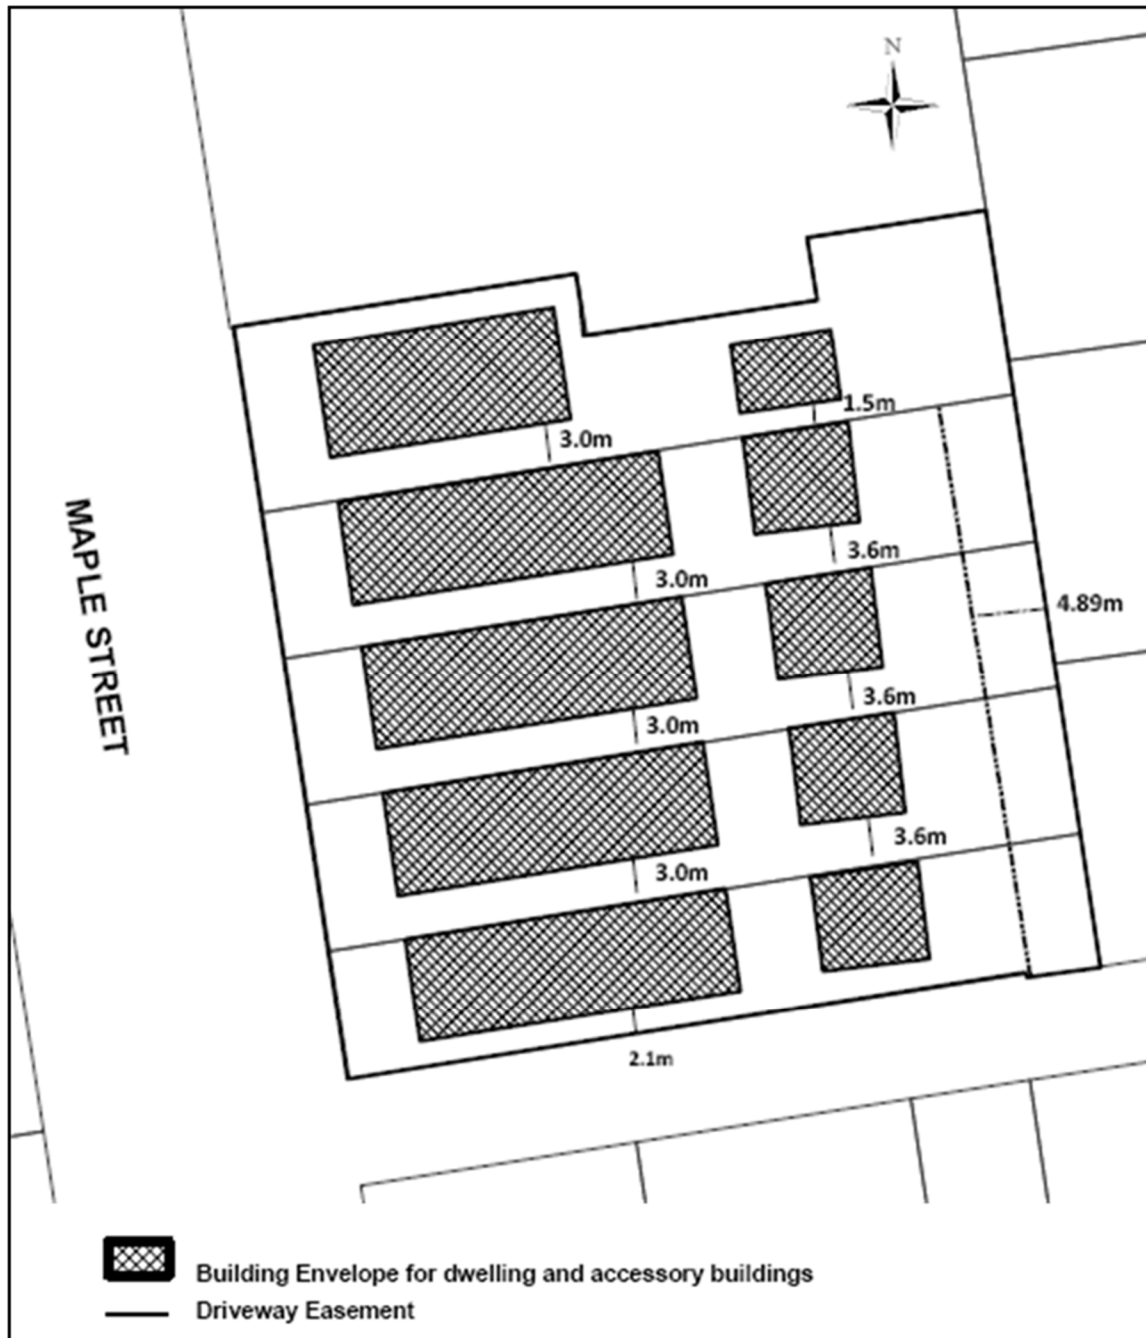 N
1.5m
3.0m
MAPLE STREET
3.6m
3.0m
4.89m
3.6m
3.0m
3.6m
3.0m
2.1m
Building Envelope for dwelling and accessory buildings
Driveway Easement